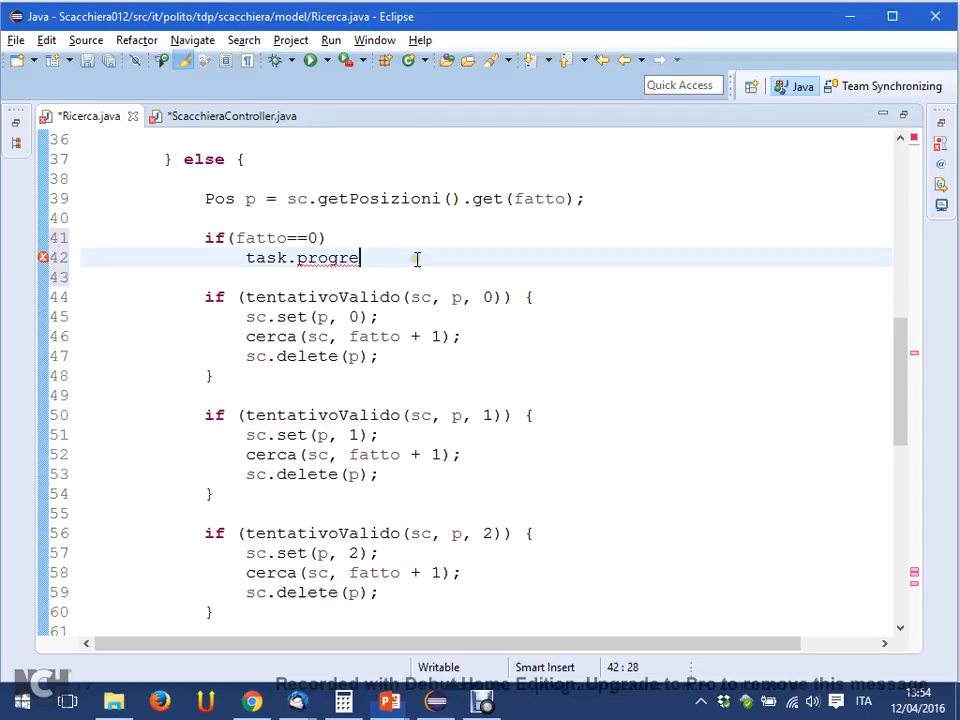 Java - Scacchiera012/src/it/polito/tdp/scacchiera/model/Ricerca.java - Eclipse
File Edit Source Refactor Navigate Search Project Run Window Help
Quick Access
Java
Team Synchronizing
*Ricerca.java
*ScacchieraController.java
36
37 } else {
38
39 Pos p = sc.getPosizioni().get(fatto);
40
41 if(fatto==0)
42 task.progre
43
44 if (tentativoValido(sc, p, 0)) {
45 sc.set(p, 0);
46 cerca(sc, fatto + 1);
47 sc.delete(p);
48 }
49
50 if (tentativoValido(sc, p, 1)) {
51 sc.set(p, 1);
52 cerca(sc, fatto + 1);
53 sc.delete(p);
54 }
55
56 if (tentativoValido(sc, p, 2)) {
57 sc.set(p, 2);
58 cerca(sc, fatto + 1);
59 sc.delete(p);
60 }
61
Writable
Smart Insert
42 : 28
NCH
Recorded with Debut Home Edition. Upgrade to Pro to remove this message
ITA
13:54
12/04/2016